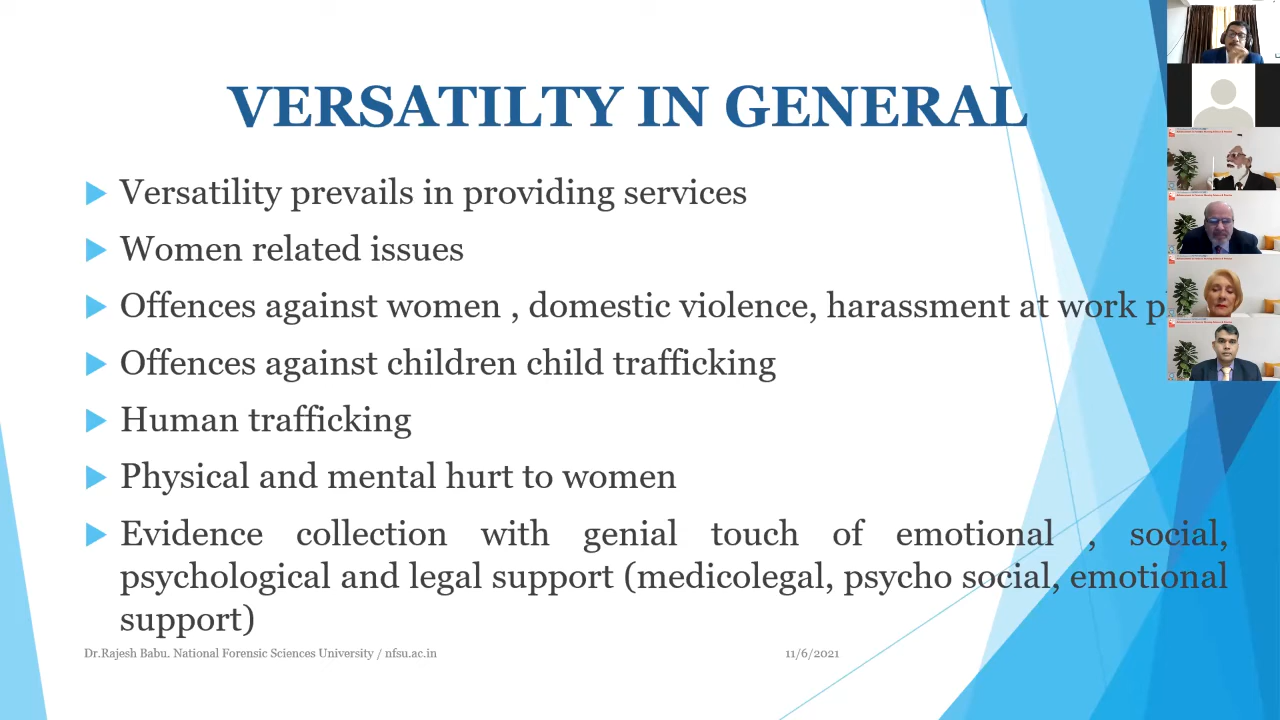 VERSATILTY IN GENERAL
Versatility prevails in providing services
Women related issues
Offences against women , domestic violence, harassment at work
Offences against children child trafficking
Human trafficking
Physical and mental hurt to women
Evidence collection with genial touch of emotional , social,
psychological and legal support (medicolegal, psycho social, emotional
support)
Dr.Rajesh Babu. National Forensic Sciences University / nfsu.ac.in 11/6/2021